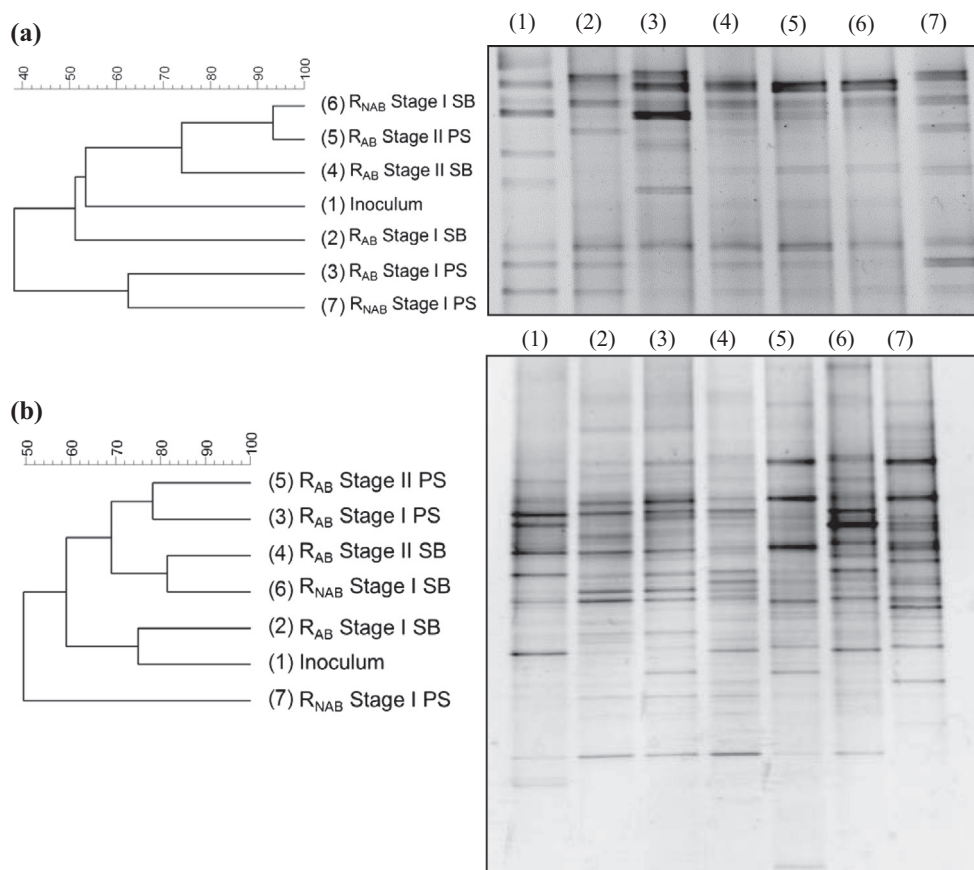 (a)
40 50 60 70 80 90 100
(6) RNAB Stage I SB
(5) RAB Stage II PS
(4) RAB Stage II SB
(1) Inoculum
(2) RAB Stage I SB
(3) RAB Stage I PS
(7) RNAB Stage I PS
(1) (2) (3) (4) (5) (6) (7)
(b)
50 60 70 80 90 100
(5) RAB Stage II PS
(3) RAB Stage I PS
(4) RAB Stage II SB
(6) RNAB Stage I SB
(2) RAB Stage I SB
(1) Inoculum
(7) RNAB Stage I PS
(1) (2) (3) (4) (5) (6) (7)